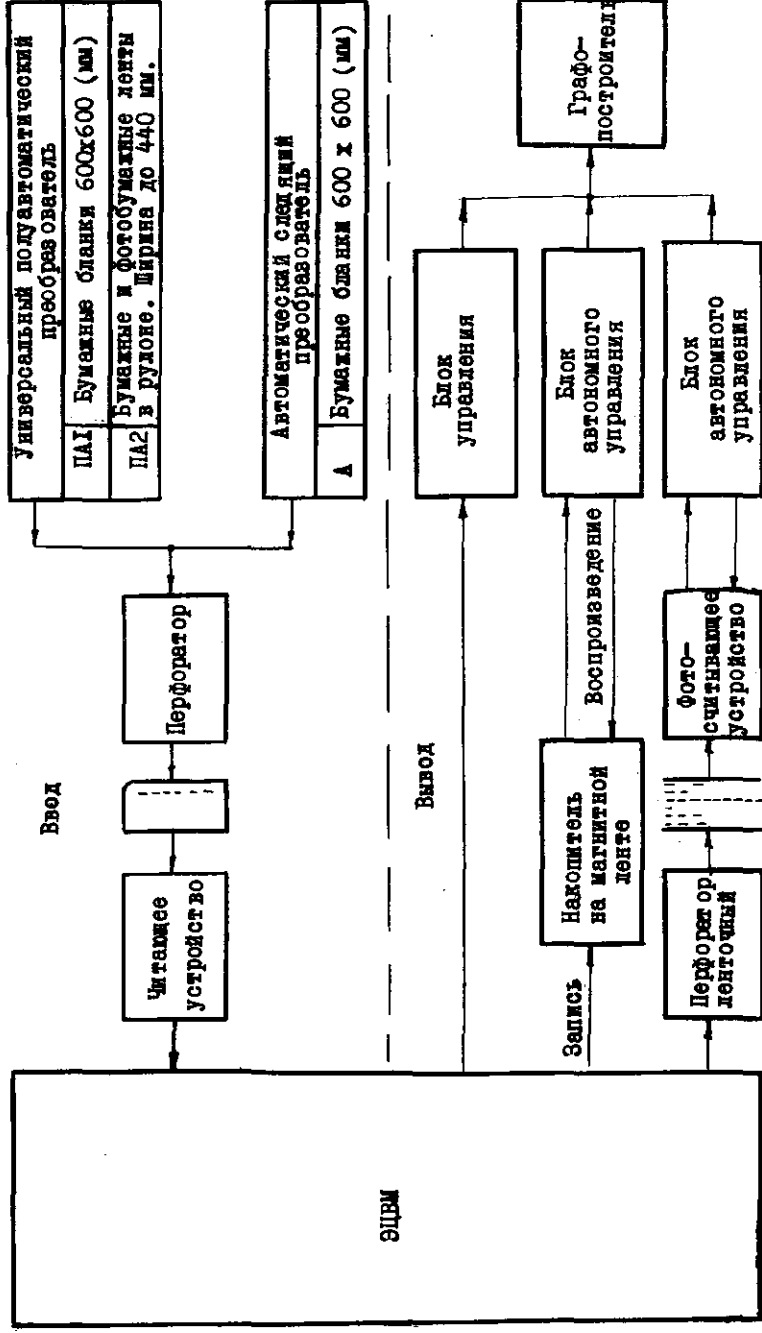 Универсальный полуавтоматический
преобразователь
ПАI Бумажные бланки 600х600 (мм)
ПА2 Бумажные и фотобумажные ленты
в рулоне. Ширина до 440 мм.
Автоматический следящий
преобразователь
А Бумажные бланки 600 х 600 (мм)
Ввод
Перфоратор
Читающее
устройство
ЭЦВМ
Вывод
Блок
управления
Графо-
построитель
Запись
Накопитель
на магнитной
ленте
Воспроизведение
Блок
автономного
управления
Перфоратор
ленточный
Фото-
считывающее
устройство
Блок
автономного
управления